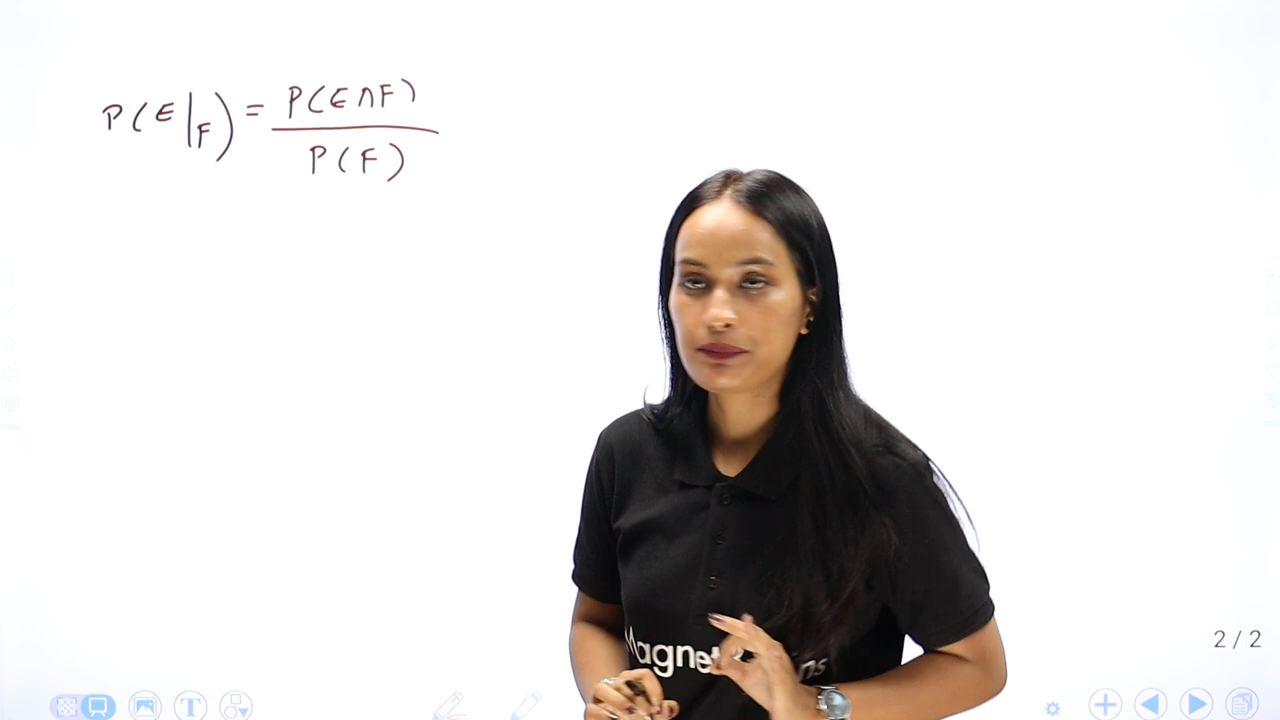 P(E|F) = P(E∩F)
P(F)
2 / 2